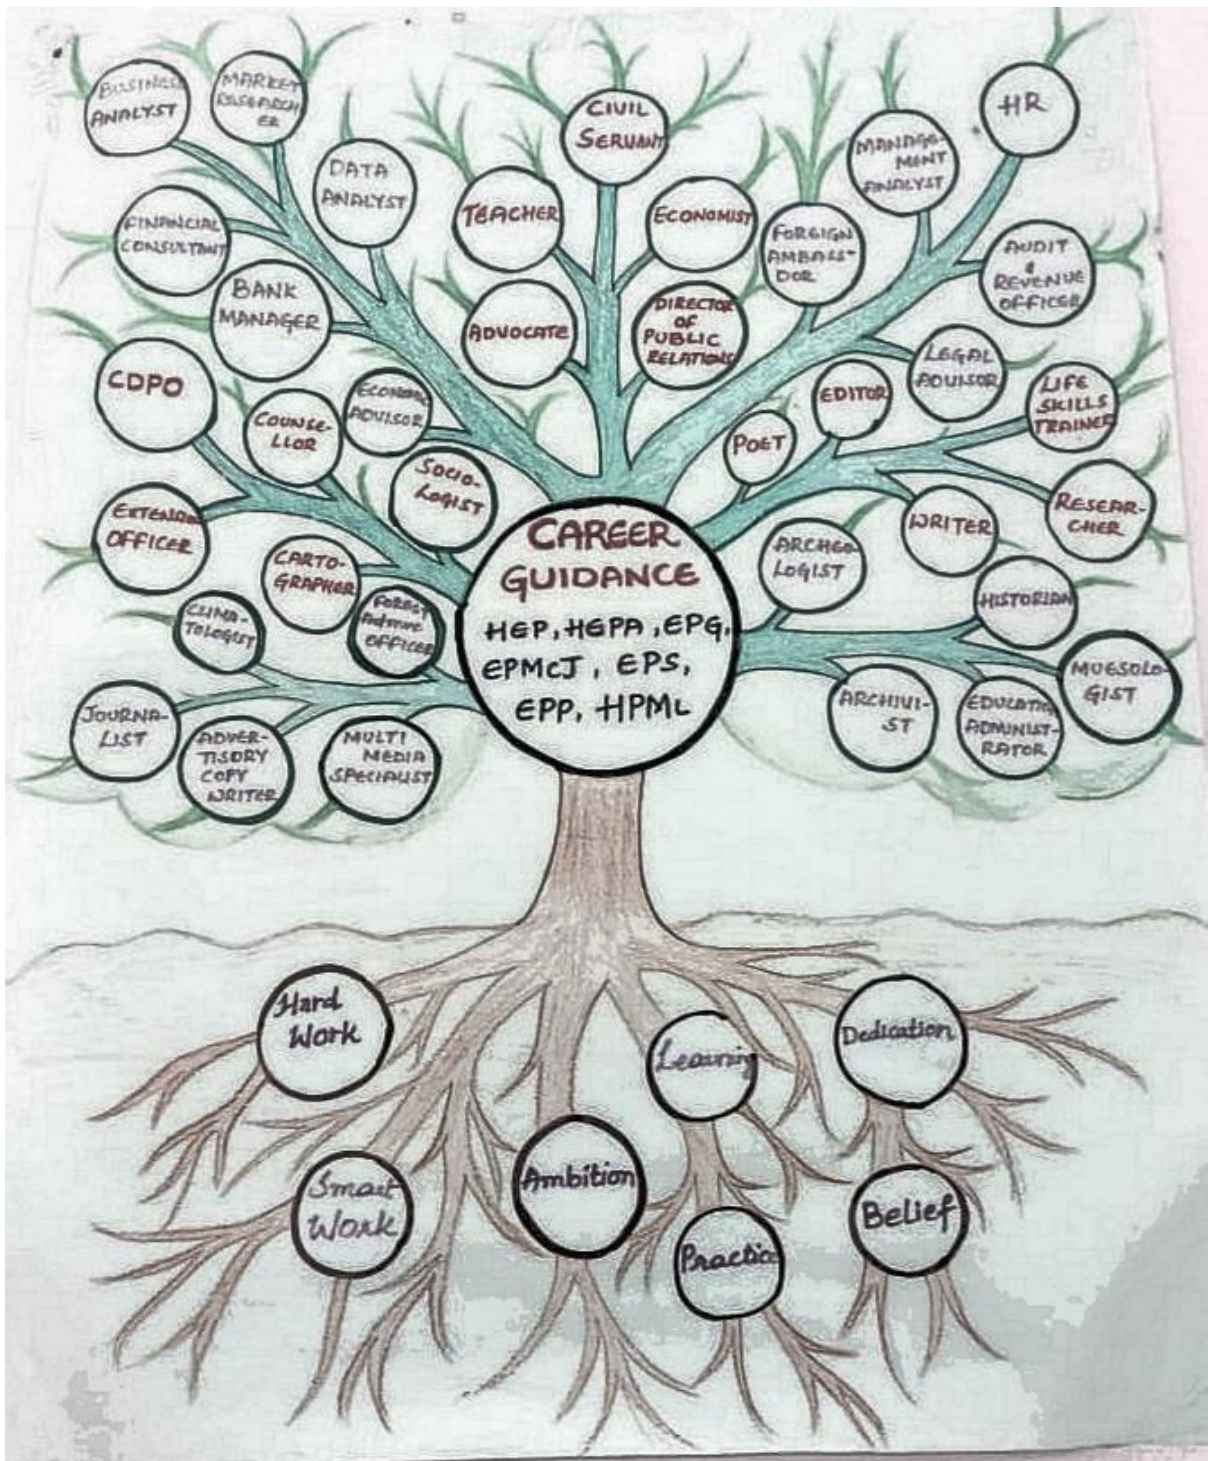 BUSINESS
ANALYST
MARKET
RESEARCH
ER
DATA
ANALYST
FINANCIAL
CONSULTANT
BANK
MANAGER
TEACHER
CIVIL
SERVANT
ECONOMIST
ADVOCATE
DIRECTOR
OF
PUBLIC
RELATIONS
FOREIGN
AMBASSA-
DOR
MANAGE-
MENT
ANALYST
HR
AUDIT
&
REVENUE
OFFICER
LEGAL
ADVISOR
CDPO
COUNSE-
LLOR
ECONOMIC
ADVISOR
SOCIO-
LOGIST
EXTENSION
OFFICER
CARTO-
GRAPHER
POET
EDITOR
LIFE
SKILLS
TRAINER
WRITER
RESEAR-
CHER
CLIMA-
TOLOGIST
FOREST
OFFICER
JOURNA-
LIST
ADVER-
TISORY
COPY
WRITER
MULTI
MEDIA
SPECIALIST
ARCHEO-
LOGIST
HISTORIAN
ARCHIVI-
ST
EDUCATION
ADMINIST-
RATOR
MUESOLO-
GIST
CAREER
GUIDANCE
HEP, HEPA, EPG,
EPMCJ, EPS,
EPP, HPML
Hard
Work
Smart
Work
Ambition
Learning
Practice
Dedication
Belief